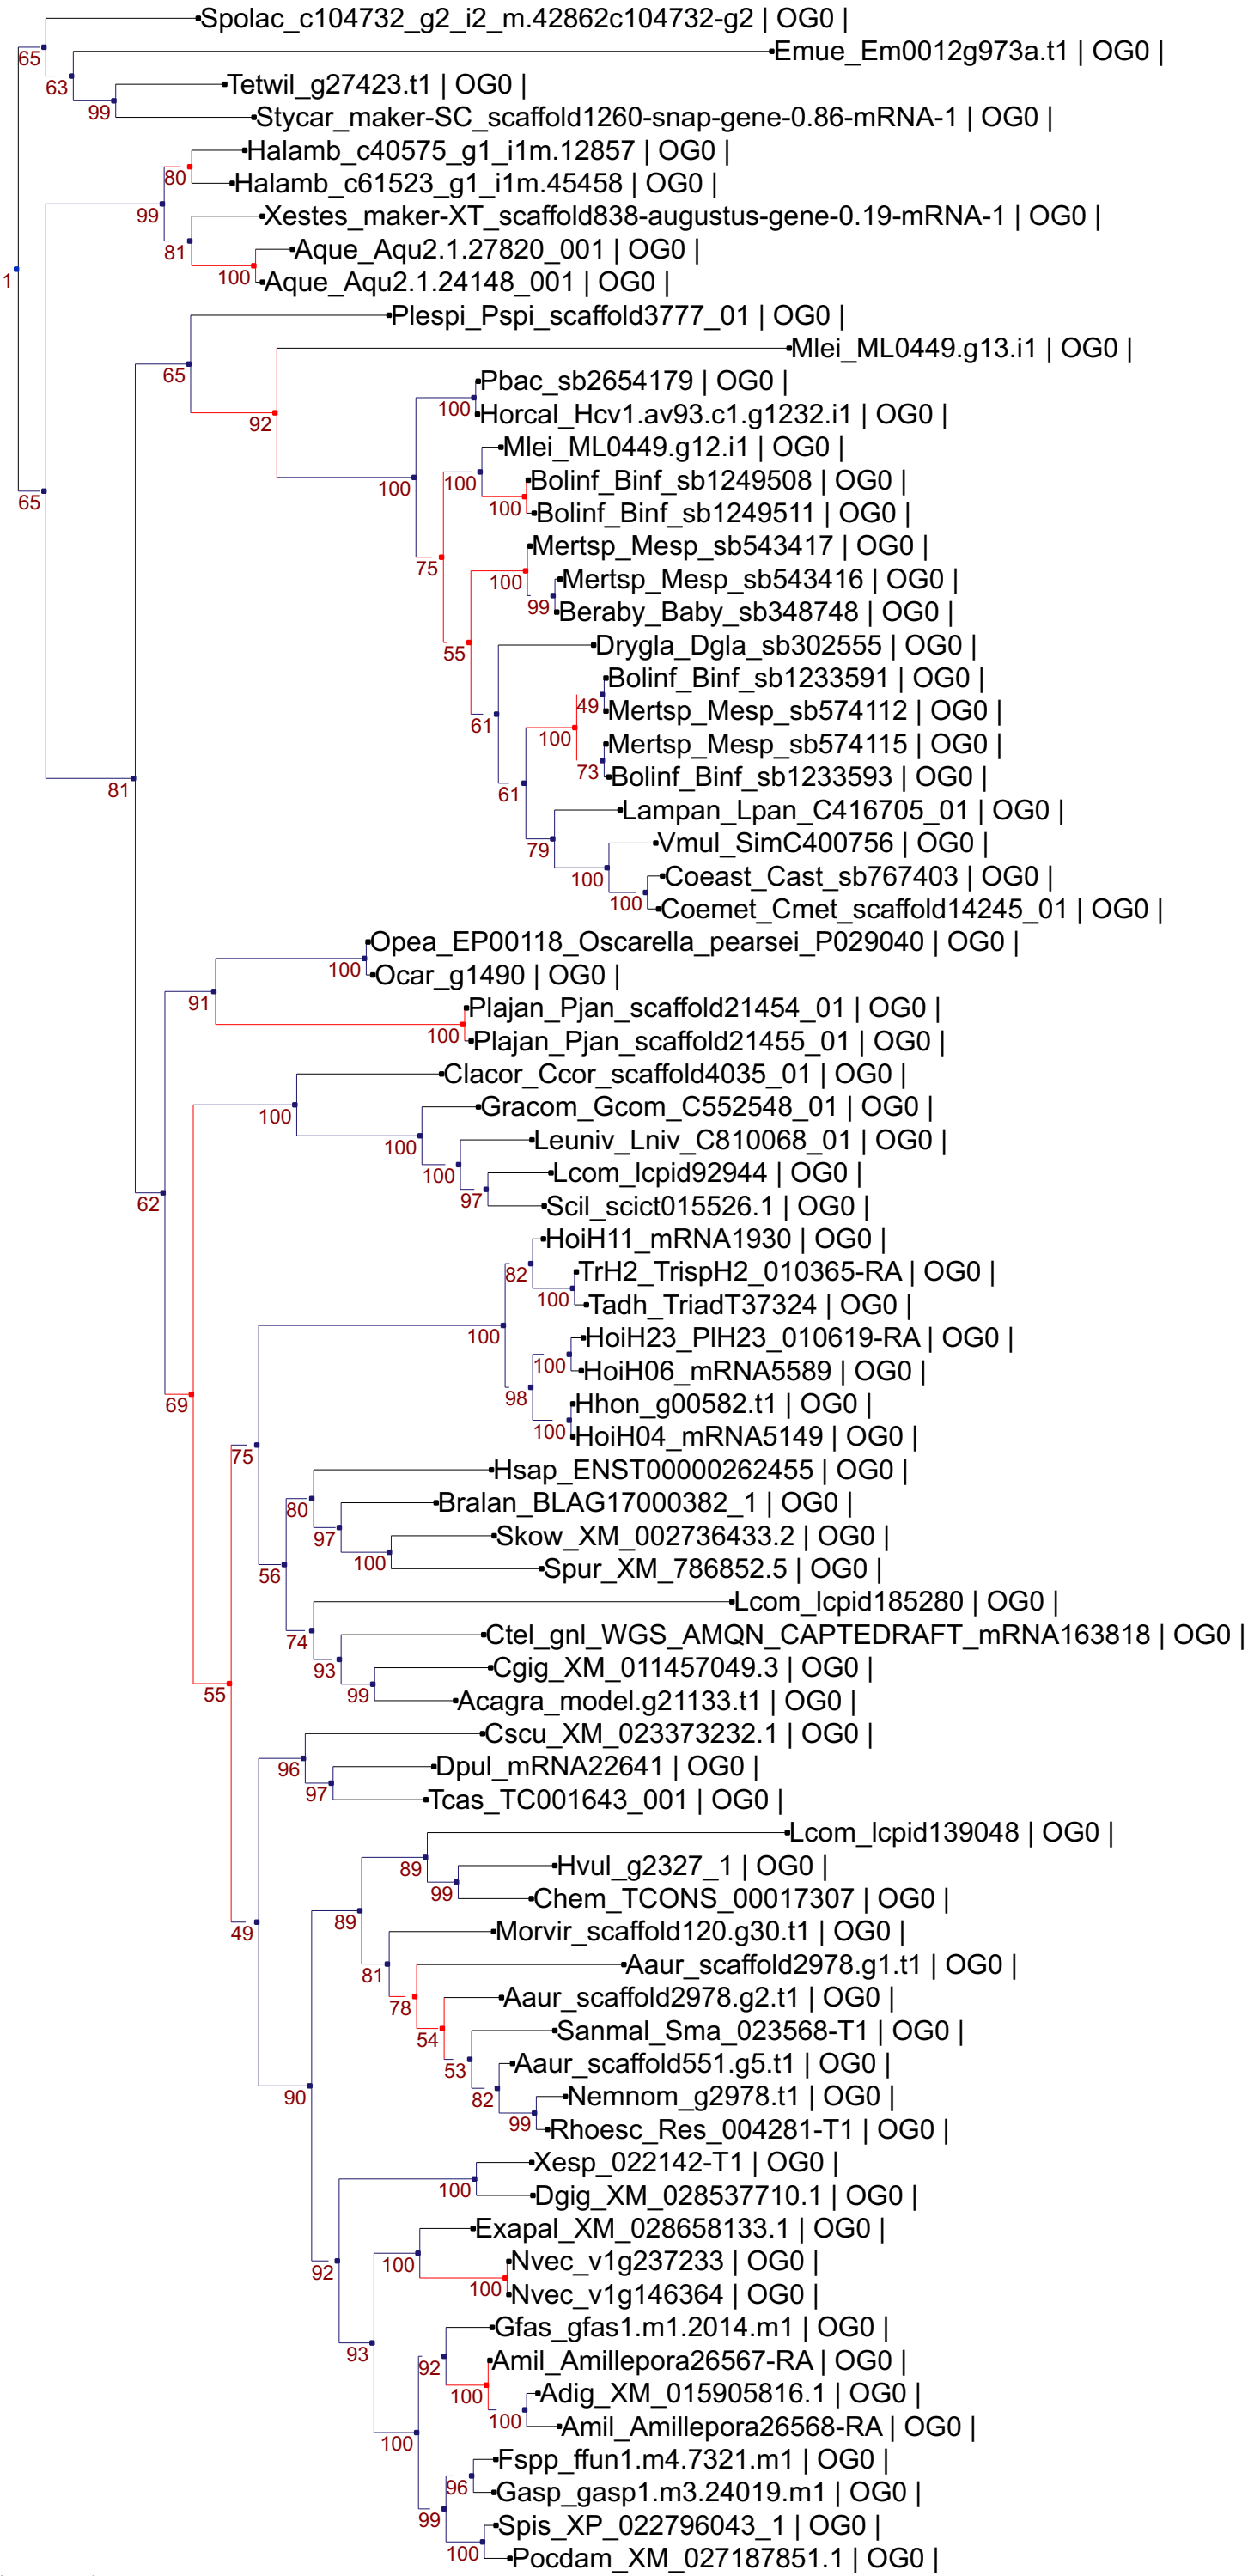 Spolac_c104732_g2_i2_m.42862c104732-g2 | OG0 |
65
Emue_Em0012g973a.t1 | OG0 |
63
Tetwil_g27423.t1 | OG0 |
99
Stycar_maker-SC_scaffold1260-snap-gene-0.86-mRNA-1 | OG0 |
Halamb_c40575_g1_i1m.12857 | OG0 |
80
Halamb_c61523_g1_i1m.45458 | OG0 |
99
Xestes_maker-XT_scaffold838-augustus-gene-0.19-mRNA-1 | OG0 |
81
Aque_Aqu2.1.27820_001 | OG0 |
100
1
Aque_Aqu2.1.24148_001 | OG0 |
Plespi_Pspi_scaffold3777_01 | OG0 |
Mlei_ML0449.g13.i1 | OG0 |
65
Pbac_sb2654179 | OG0 |
100
Horcal_Hcv1.av93.c1.g1232.i1 | OG0 |
92
Mlei_ML0449.g12.i1 | OG0 |
65
100
100
Bolinf_Binf_sb1249508 | OG0 |
100
Bolinf_Binf_sb1249511 | OG0 |
Mertsp_Mesp_sb543417 | OG0 |
75
100
Mertsp_Mesp_sb543416 | OG0 |
99
Beraby_Baby_sb348748 | OG0 |
55
Drygla_Dgla_sb302555 | OG0 |
Bolinf_Binf_sb1233591 | OG0 |
49
Mertsp_Mesp_sb574112 | OG0 |
61
100
Mertsp_Mesp_sb574115 | OG0 |
73
Bolinf_Binf_sb1233593 | OG0 |
81
61
Lampan_Lpan_C416705_01 | OG0 |
Vmul_SimC400756 | OG0 |
79
Coeast_Cast_sb767403 | OG0 |
100
100
Coemet_Cmet_scaffold14245_01 | OG0 |
Opea_EP00118_Oscarella_pearsei_P029040 | OG0 |
100
Ocar_g1490 | OG0 |
91
Plajan_Pjan_scaffold21454_01 | OG0 |
100
Plajan_Pjan_scaffold21455_01 | OG0 |
Clacor_Ccor_scaffold4035_01 | OG0 |
Gracom_Gcom_C552548_01 | OG0 |
100
Leuniv_Lniv_C810068_01 | OG0 |
100
Lcom_lcpid92944 | OG0 |
100
97
62
Scil_scict015526.1 | OG0 |
HoiH11_mRNA1930 | OG0 |
82
TrH2_TrispH2_010365-RA | OG0 |
100
Tadh_TriadT37324 | OG0 |
100
HoiH23_PlH23_010619-RA | OG0 |
100
HoiH06_mRNA5589 | OG0 |
98
69
Hhon_g00582.t1 | OG0 |
100
HoiH04_mRNA5149 | OG0 |
75
Hsap_ENST00000262455 | OG0 |
80
Bralan_BLAG17000382_1 | OG0 |
97
Skow_XM_002736433.2 | OG0 |
100
Spur_XM_786852.5 | OG0 |
56
Lcom_lcpid185280 | OG0 |
74
Ctel_gnl_WGS_AMQN_CAPTEDRAFT_mRNA163818 | OG0 |
93
Cgig_XM_011457049.3 | OG0 |
55
99
Acagra_model.g21133.t1 | OG0 |
Cscu_XM_023373232.1 | OG0 |
96
Dpul_mRNA22641 | OG0 |
97
Tcas_TC001643_001 | OG0 |
Lcom_lcpid139048 | OG0 |
89
Hvul_g2327_1 | OG0 |
99
Chem_TCONS_00017307 | OG0 |
89
49
Morvir_scaffold120.g30.t1 | OG0 |
Aaur_scaffold2978.g1.t1 | OG0 |
81
Aaur_scaffold2978.g2.t1 | OG0 |
78
Sanmal_Sma_023568-T1 | OG0 |
54
Aaur_scaffold551.g5.t1 | OG0 |
53
Nemnom_g2978.t1 | OG0 |
90
82
99
Rhoesc_Res_004281-T1 | OG0 |
Xesp_022142-T1 | OG0 |
100
Dgig_XM_028537710.1 | OG0 |
Exapal_XM_028658133.1 | OG0 |
100
Nvec_v1g237233 | OG0 |
92
100
Nvec_v1g146364 | OG0 |
Gfas_gfas1.m1.2014.m1 | OG0 |
93
92
Amil_Amillepora26567-RA | OG0 |
100
Adig_XM_015905816.1 | OG0 |
100
Amil_Amillepora26568-RA | OG0 |
100
Fspp_ffun1.m4.7321.m1 | OG0 |
96
Gasp_gasp1.m3.24019.m1 | OG0 |
99
Spis_XP_022796043_1 | OG0 |
100
Pocdam_XM_027187851.1 | OG0 |